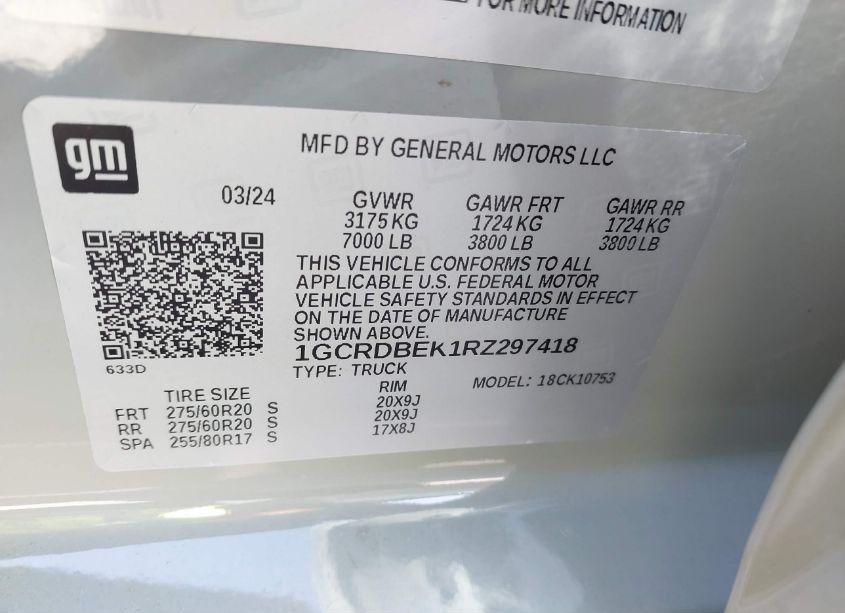 FOR MORE INFORMATION
gm
MFD BY GENERAL MOTORS LLC
03/24
GVWR GAWR FRT GAWR RR
3175 KG 1724 KG 1724 KG
7000 LB 3800 LB 3800 LB
THIS VEHICLE CONFORMS TO ALL
APPLICABLE U.S. FEDERAL MOTOR
VEHICLE SAFETY STANDARDS IN EFFECT
ON THE DATE OF MANUFACTURE
SHOWN ABOVE.
1GCRDBEK1RZ297418
633D
TYPE: TRUCK
MODEL: 18CK10753
TIRE SIZE RIM
FRT 275/60R20 S 20X9J
RR 275/60R20 S 20X9J
SPA 255/80R17 S 17X8J